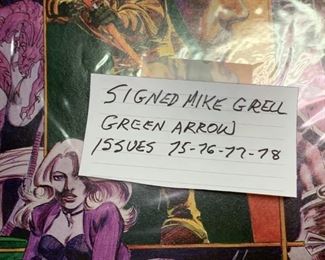 SIGNED MIKE GRELL
GREEN ARROW
ISSUES 75-76-77-78